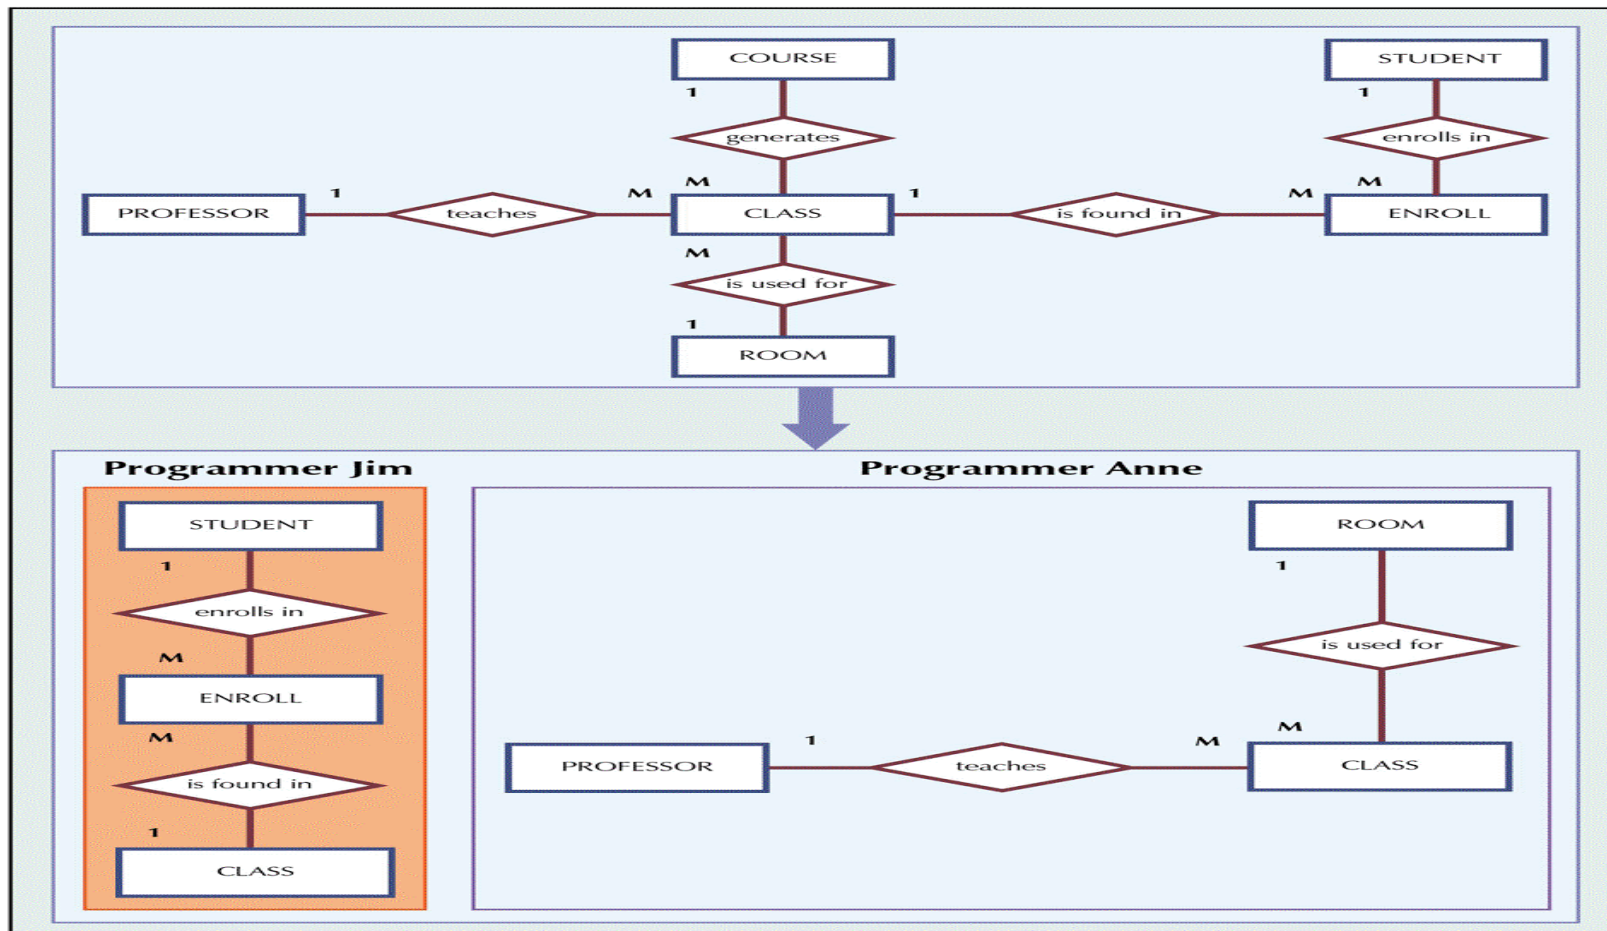 COURSE STUDENT
1 1
generates enrolls in
1 M M 1 M M
PROFESSOR teaches CLASS is found in ENROLL
M
is used for
1
ROOM
Programmer Jim Programmer Anne
STUDENT
1
enrolls in
M
ENROLL
M
is found in
1
CLASS
ROOM
1
is used for
1 M M
PROFESSOR teaches CLASS